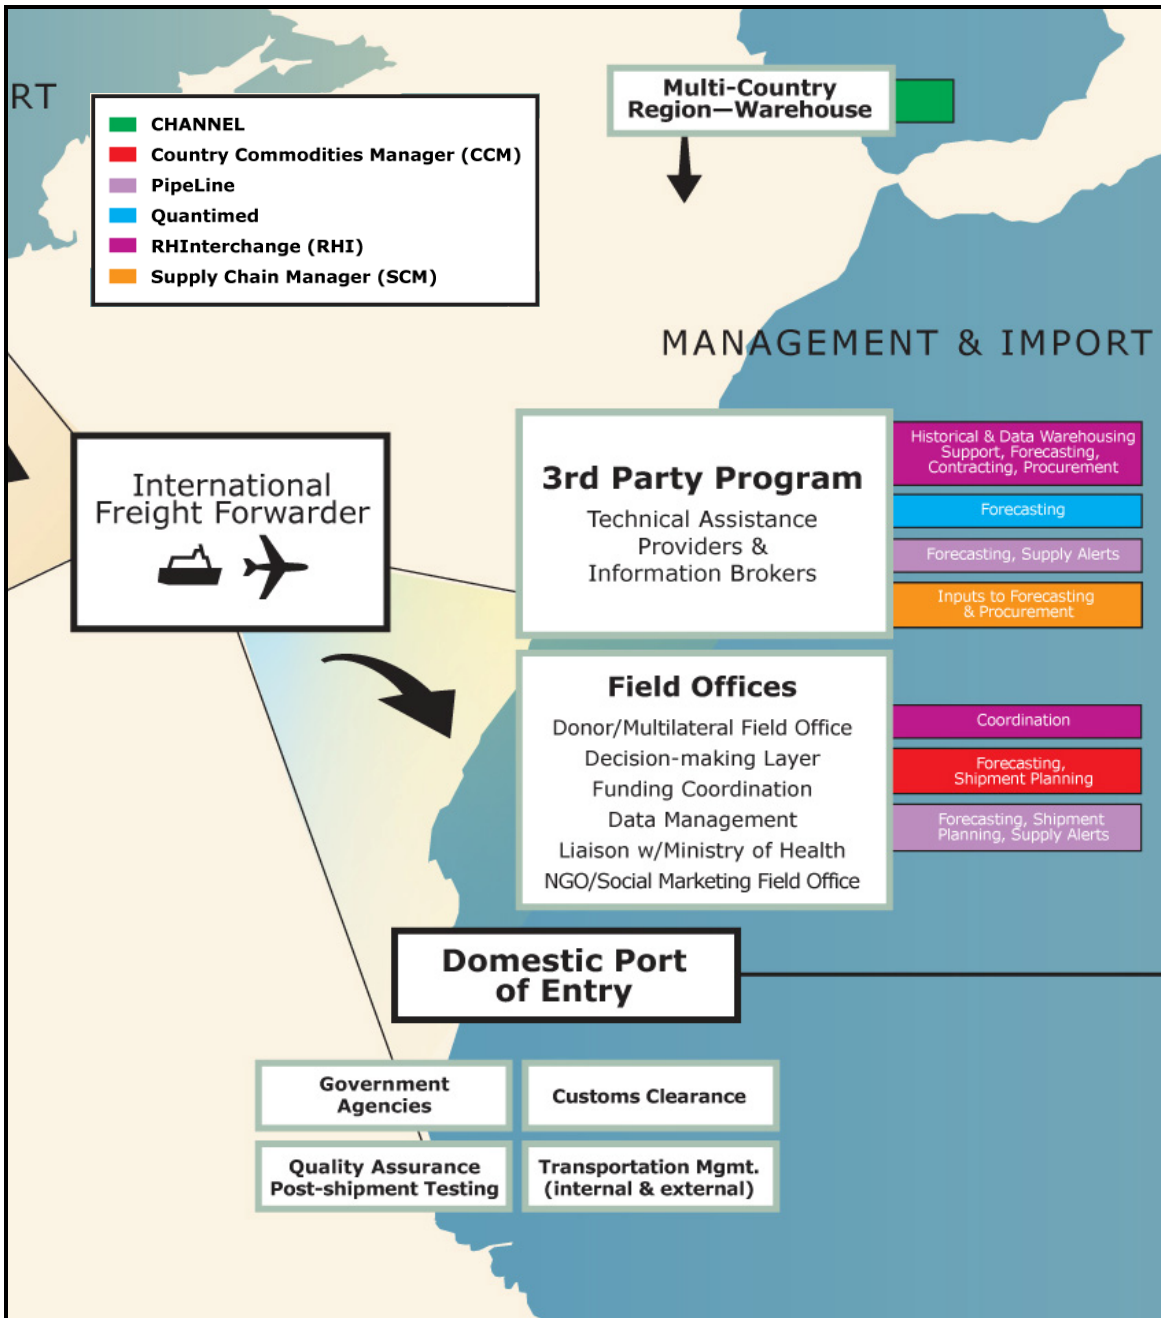 RT
CHANNEL
Country Commodities Manager (CCM)
PipeLine
Quantimed
RHInterchange (RHI)
Supply Chain Manager (SCM)
Multi-Country
Region—Warehouse
MANAGEMENT & IMPORT
International
Freight Forwarder
3rd Party Program
Technical Assistance
Providers &
Information Brokers
Historical & Data Warehousing
Support, Forecasting,
Contracting, Procurement
Forecasting
Forecasting, Supply Alerts
Inputs to Forecasting
& Procurement
Field Offices
Donor/Multilateral Field Office
Decision-making Layer
Funding Coordination
Data Management
Liaison w/Ministry of Health
NGO/Social Marketing Field Office
Coordination
Forecasting,
Shipment Planning
Forecasting, Shipment
Planning, Supply Alerts
Domestic Port
of Entry
Government
Agencies
Customs Clearance
Quality Assurance
Post-shipment Testing
Transportation Mgmt.
(internal & external)